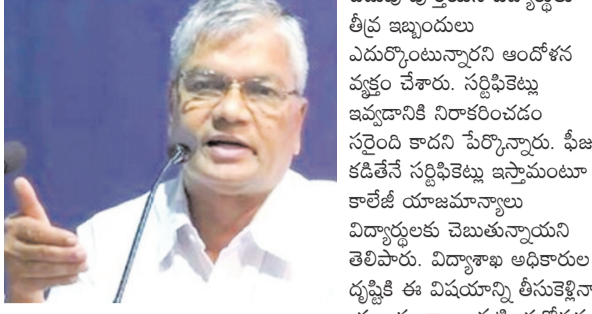 తీవ్ర ఇబ్బందులు
ఎదుర్కొంటున్నారని ఆందోళన
వ్యక్తం చేశారు. సర్టిఫికెట్లు
ఇవ్వడానికి నిరాకరించడం
సరైంది కాదని పేర్కొన్నారు. ఫీజు
కడితేనే సర్టిఫికెట్లు ఇస్తామంటూ
కాలేజీ యాజమాన్యాలు
విద్యార్థులకు చెబుతున్నాయని
తెలిపారు. విద్యాశాఖ అధికారుల
దృష్టికి ఈ విషయాన్ని